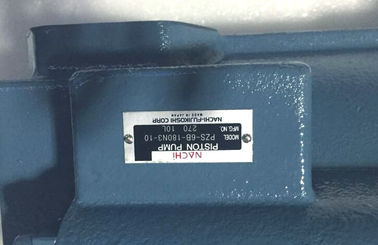 NACHi
PISTON PUMP
MODEL PZS-6B-180N3-10
MFG NO. 270 10L
NACHI-FUJIKOSHI CORP
MADE IN JAPAN